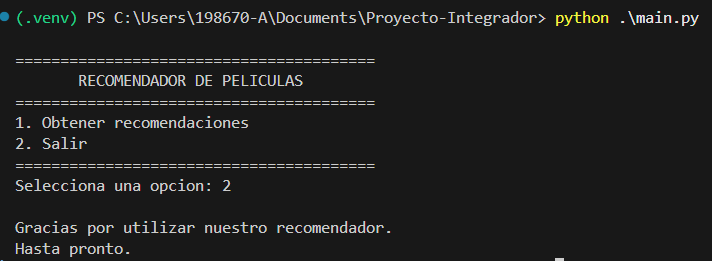 (.venv) PS C:\Users\198670-A\Documents\Proyecto-Integrador> python .\main.py
========================================
RECOMENDADOR DE PELICULAS
========================================
1. Obtener recomendaciones
2. Salir
========================================
Selecciona una opcion: 2
Gracias por utilizar nuestro recomendador.
Hasta pronto.